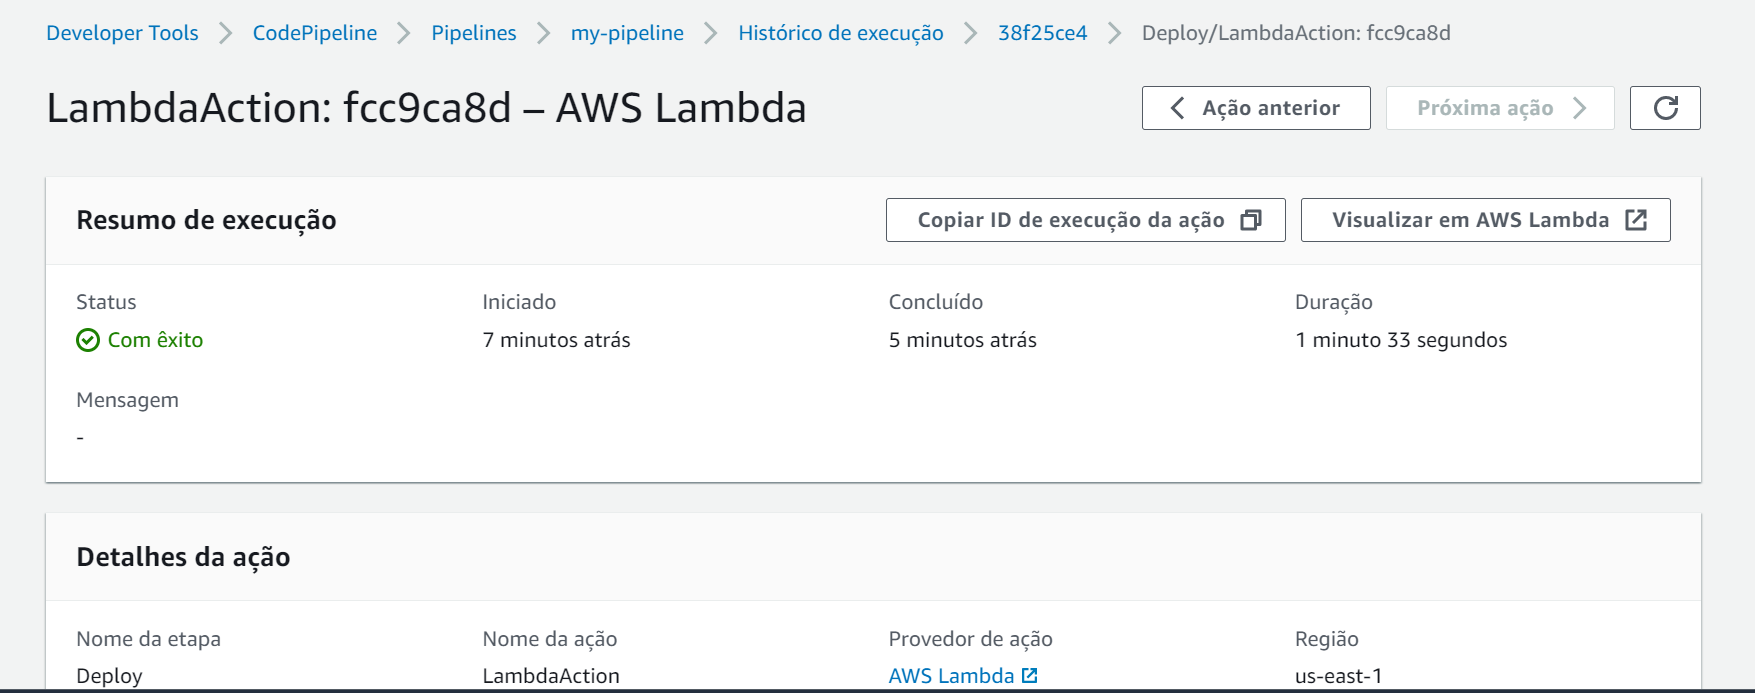 Developer Tools > CodePipeline > Pipelines > my-pipeline > Histórico de execução > 38f25ce4 > Deploy/LambdaAction: fcc9ca8d
LambdaAction: fcc9ca8d – AWS Lambda
Ação anterior Próxima ação
Resumo de execução Copiar ID de execução da ação Visualizar em AWS Lambda
Status Iniciado Concluído Duração
Com êxito 7 minutos atrás 5 minutos atrás 1 minuto 33 segundos
Mensagem
-
Detalhes da ação
Nome da etapa Nome da ação Provedor de ação Região
Deploy LambdaAction AWS Lambda us-east-1